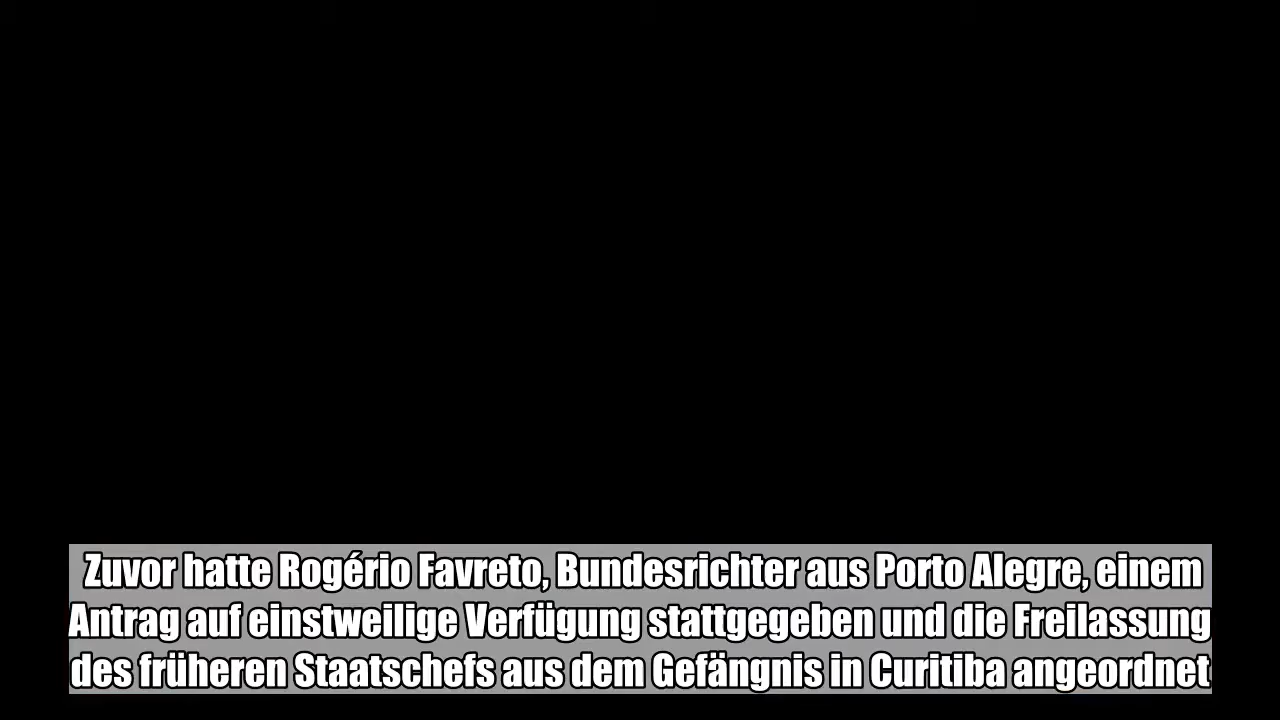 Zuvor hatte Rogério Favreto, Bundesrichter aus Porto Alegre, einem
Antrag auf einstweilige Verfügung stattgegeben und die Freilassung
des früheren Staatschefs aus dem Gefängnis in Curitiba angeordnet